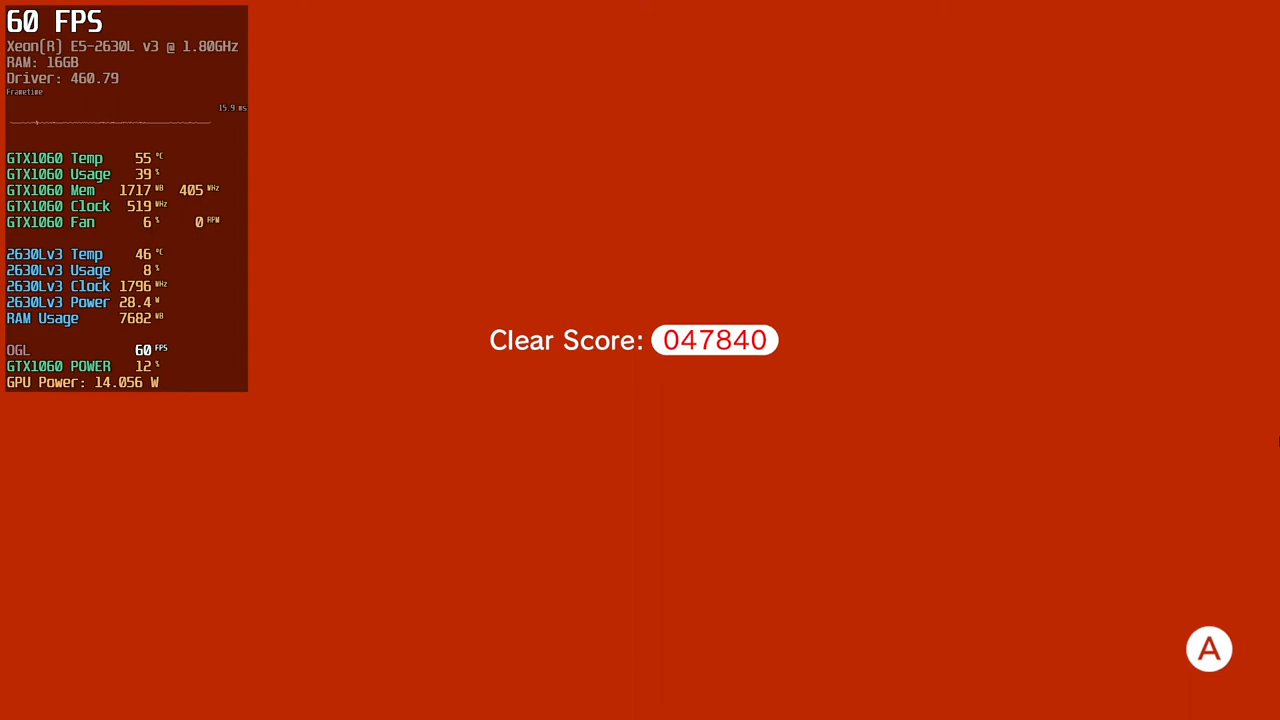 60 FPS
Xeon(R) E5-2630L v3 @ 1.80GHz
RAM: 16GB
Driver: 460.79
Frametime
15.9 ms
GTX1060 Temp 55 °C
GTX1060 Usage 39 %
GTX1060 Mem 1717 MB 405 MHz
GTX1060 Clock 519 MHz
GTX1060 Fan 6 % 0 RPM
2630Lv3 Temp 46 °C
2630Lv3 Usage 8 %
2630Lv3 Clock 1796 MHz
2630Lv3 Power 28.4 W
RAM Usage 7682 MB
OGL 60 FPS
GTX1060 POWER 12 %
GPU Power: 14.056 W
Clear Score: 047840
A